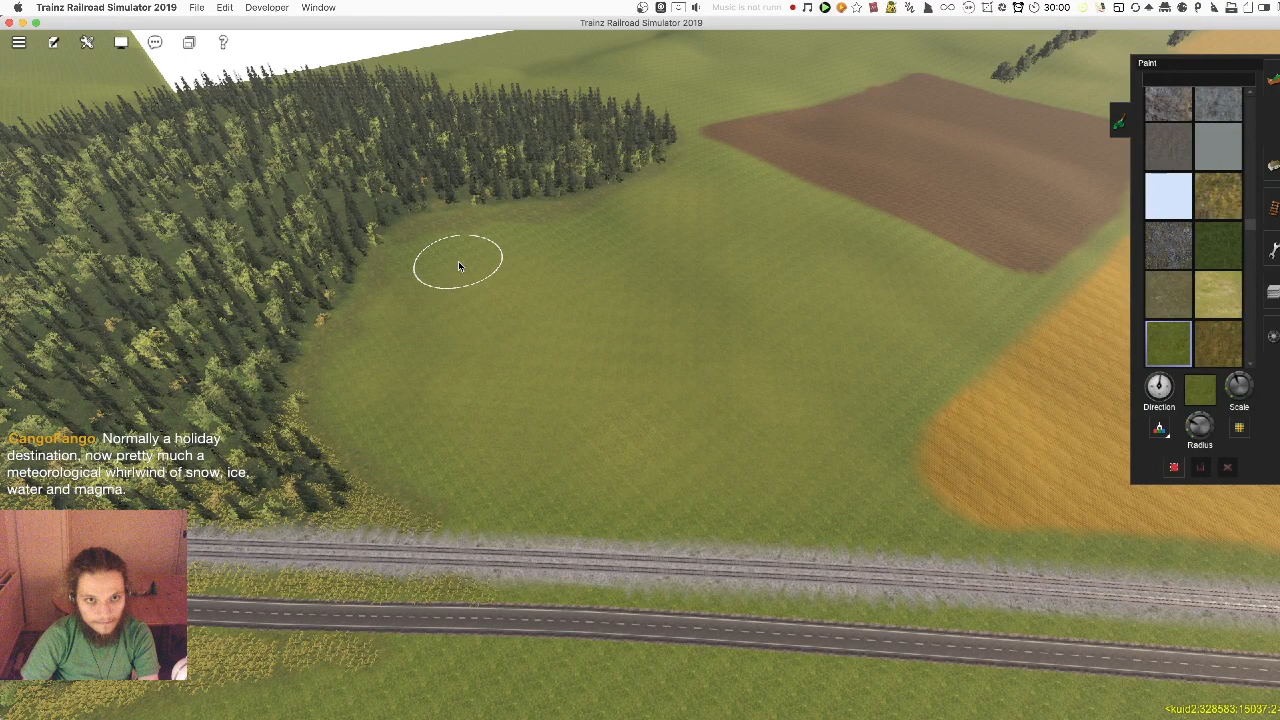 Trainz Railroad Simulator 2019 File Edit Developer Window Music is not runn 30:00
Trainz Railroad Simulator 2019
Paint
Direction
Scale
Radius
CangoRango Normally a holiday
destination, now pretty much a
meteorological whirlwind of snow, ice,
water and magma.
<kuid2:328583:15037:2